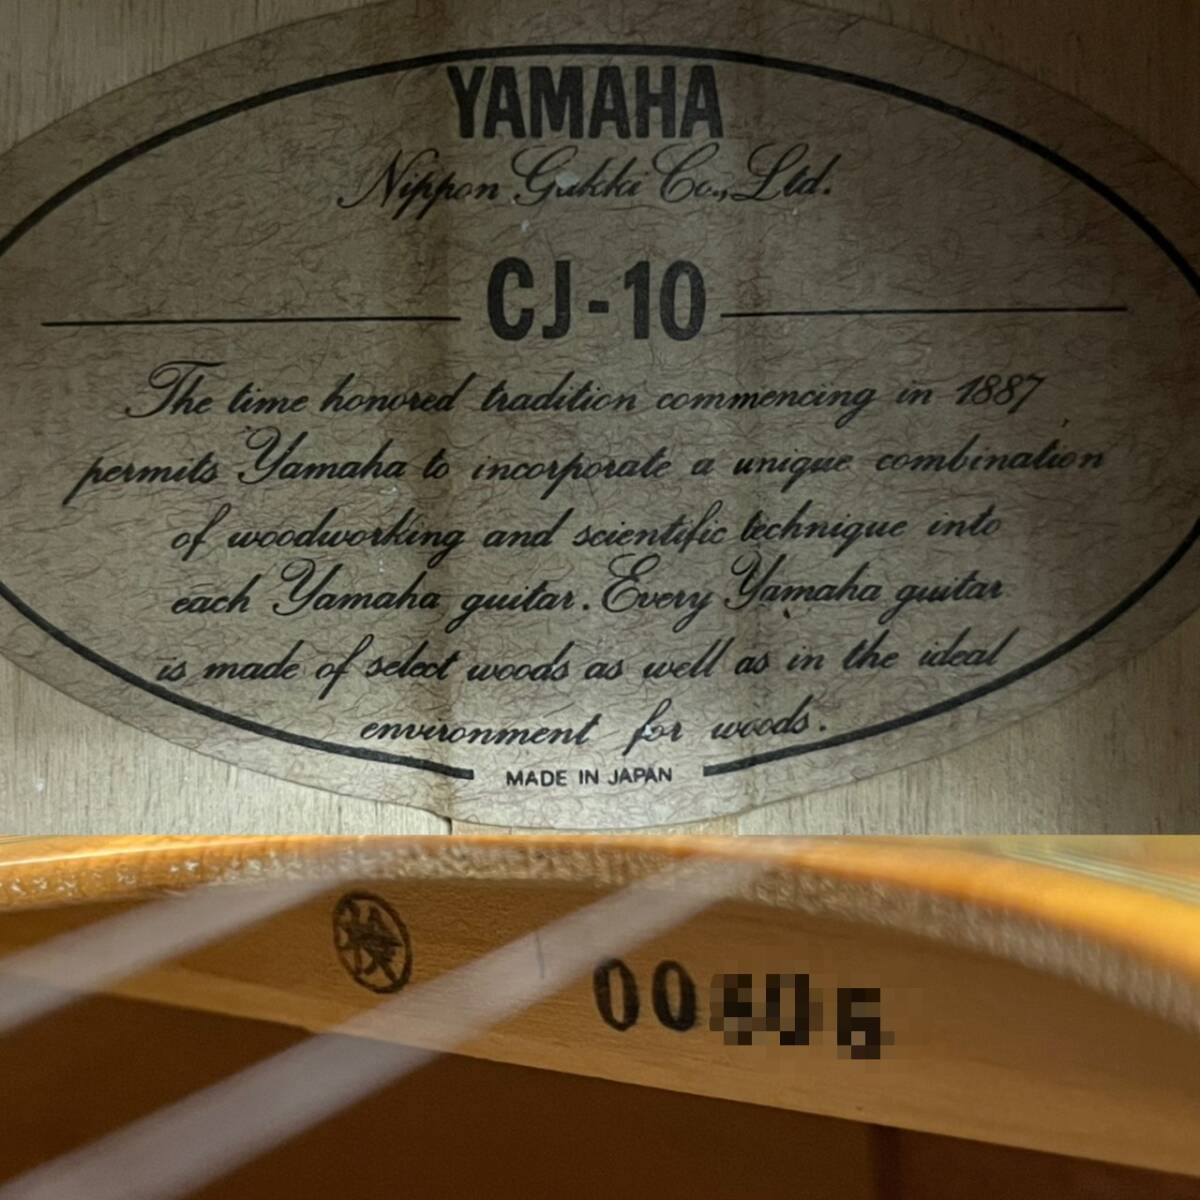 YAMAHA
Nippon Gakki Co., Ltd.
CJ-10
The time honored tradition commencing in 1887
permits Yamaha to incorporate a unique combination
of woodworking and scientific technique into
each Yamaha guitar. Every Yamaha guitar
is made of select woods as well as in the ideal
environment for woods.
MADE IN JAPAN
検
00